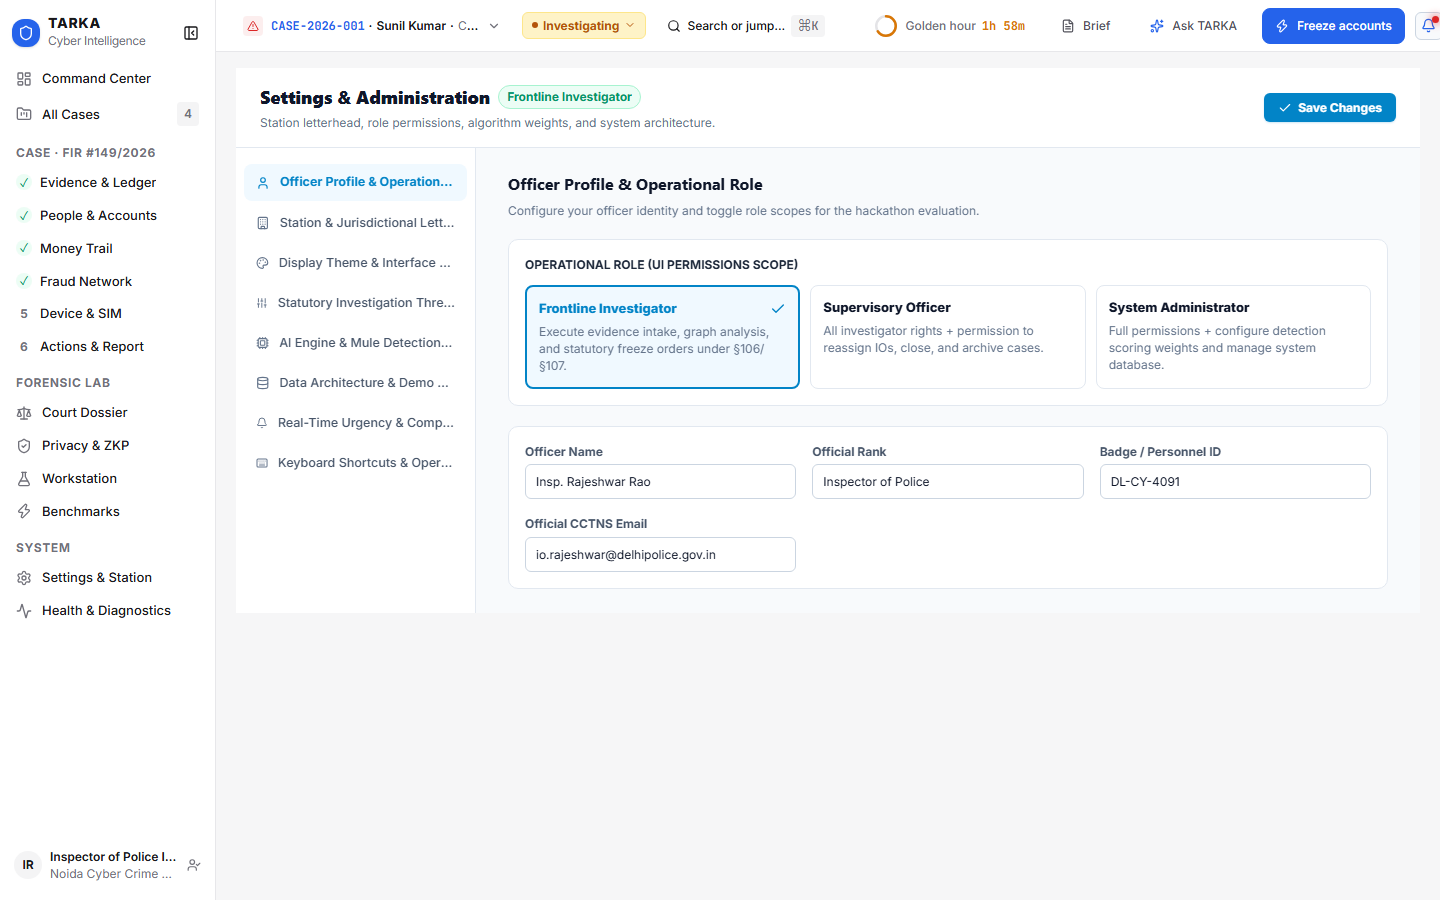 TARKA
Cyber Intelligence
Command Center
All Cases 4
CASE · FIR #149/2026
Evidence & Ledger
People & Accounts
Money Trail
Fraud Network
5 Device & SIM
6 Actions & Report
FORENSIC LAB
Court Dossier
Privacy & ZKP
Workstation
Benchmarks
SYSTEM
Settings & Station
Health & Diagnostics
IR Inspector of Police I...
Noida Cyber Crime ...
CASE-2026-001 · Sunil Kumar · C... Investigating Search or jump... ⌘K Golden hour 1h 58m Brief Ask TARKA Freeze accounts
Settings & Administration Frontline Investigator
Station letterhead, role permissions, algorithm weights, and system architecture.
Save Changes
Officer Profile & Operation...
Station & Jurisdictional Lett...
Display Theme & Interface ...
Statutory Investigation Thre...
AI Engine & Mule Detection...
Data Architecture & Demo ...
Real-Time Urgency & Comp...
Keyboard Shortcuts & Oper...
Officer Profile & Operational Role
Configure your officer identity and toggle role scopes for the hackathon evaluation.
OPERATIONAL ROLE (UI PERMISSIONS SCOPE)
Frontline Investigator
Execute evidence intake, graph analysis,
and statutory freeze orders under §106/
§107.
Supervisory Officer
All investigator rights + permission to
reassign IOs, close, and archive cases.
System Administrator
Full permissions + configure detection
scoring weights and manage system
database.
Officer Name
Insp. Rajeshwar Rao
Official Rank
Inspector of Police
Badge / Personnel ID
DL-CY-4091
Official CCTNS Email
io.rajeshwar@delhipolice.gov.in